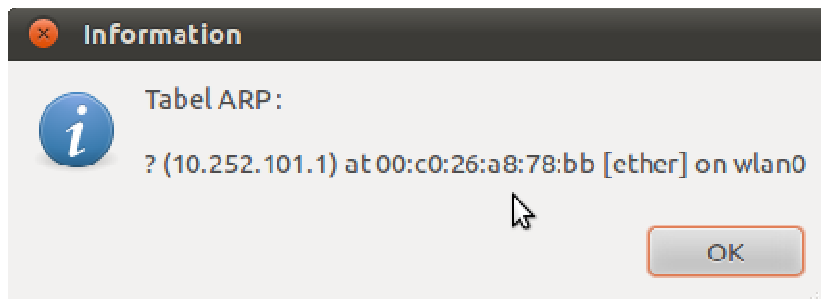 Information
Tabel ARP:
? (10.252.101.1) at 00:c0:26:a8:78:bb [ether] on wlan0
OK